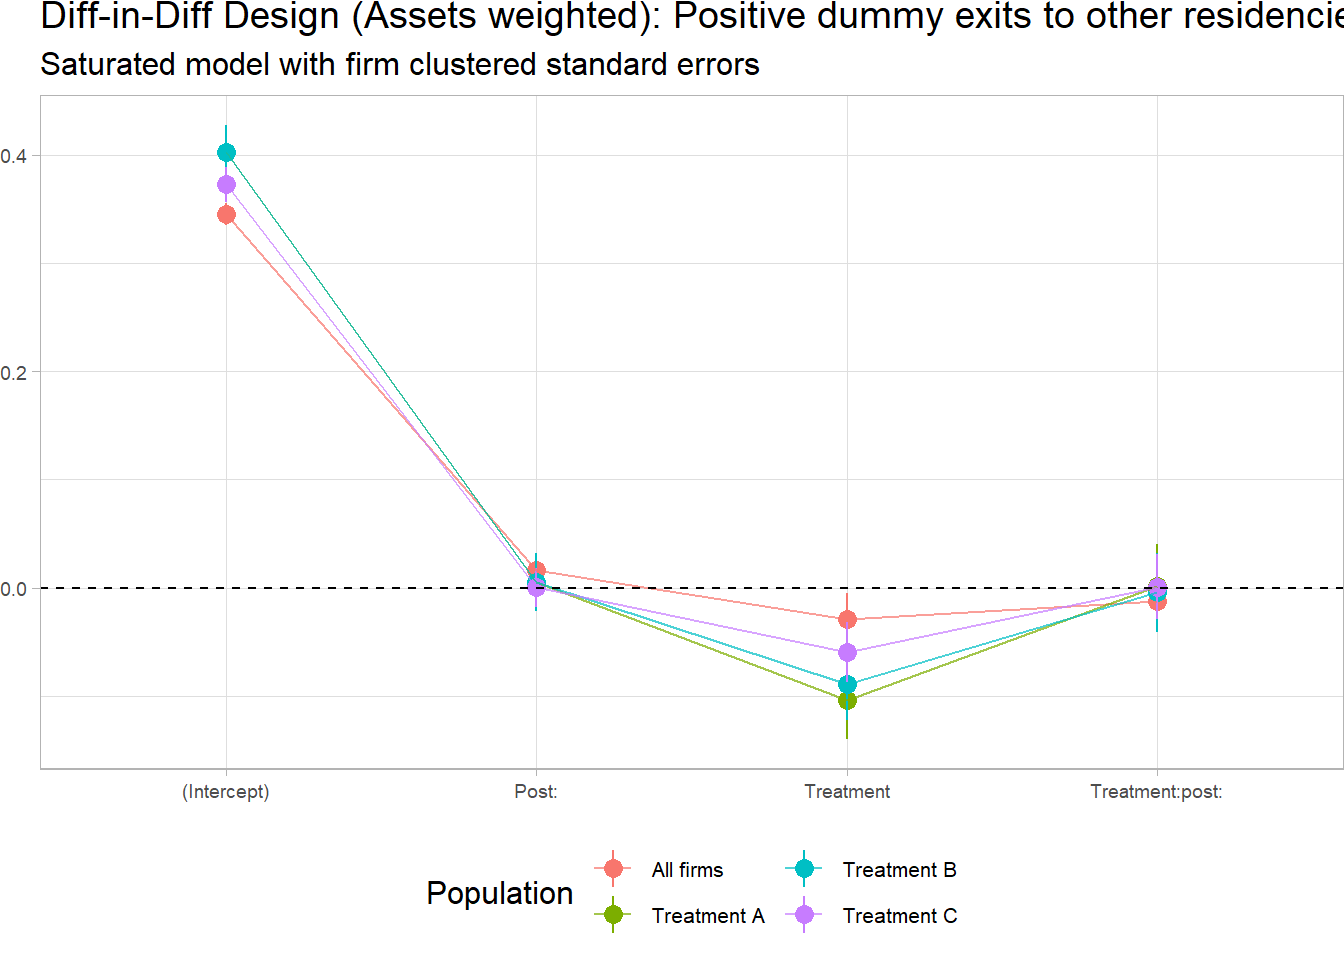 Diff-in-Diff Design (Assets weighted): Positive dummy exits to other residencie
Saturated model with firm clustered standard errors
0.4
0.2
0.0
(Intercept)
Post:
Treatment
Treatment:post:
Population
All firms
Treatment A
Treatment B
Treatment C